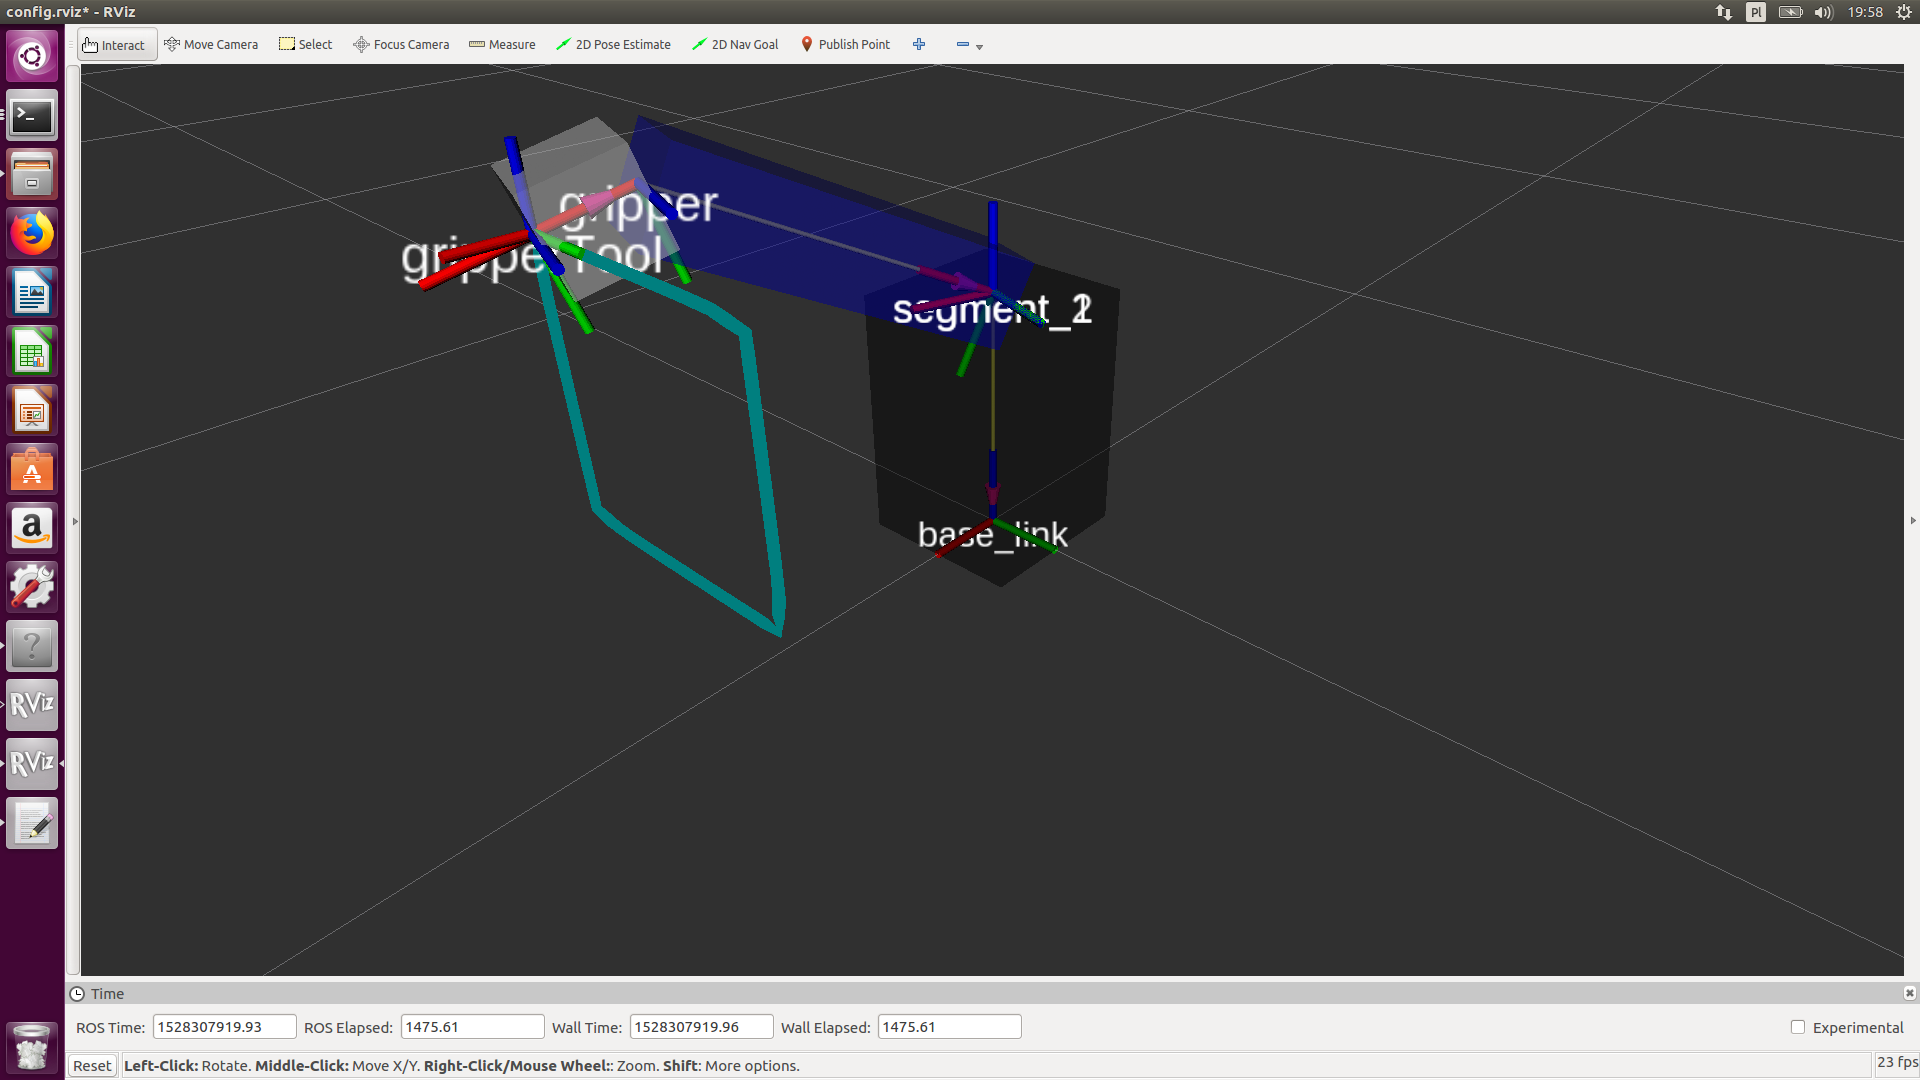 config.rviz* - RViz
Pl
19:58
Interact
Move Camera
Select
Focus Camera
Measure
2D Pose Estimate
2D Nav Goal
Publish Point
gripper
gripperTool
base_link
Time
ROS Time: 1528307919.93 ROS Elapsed: 1475.61 Wall Time: 1528307919.96 Wall Elapsed: 1475.61 Experimental
Reset Left-Click: Rotate. Middle-Click: Move X/Y. Right-Click/Mouse Wheel:: Zoom. Shift: More options. 23 fps
A
a
?
RViz
RViz